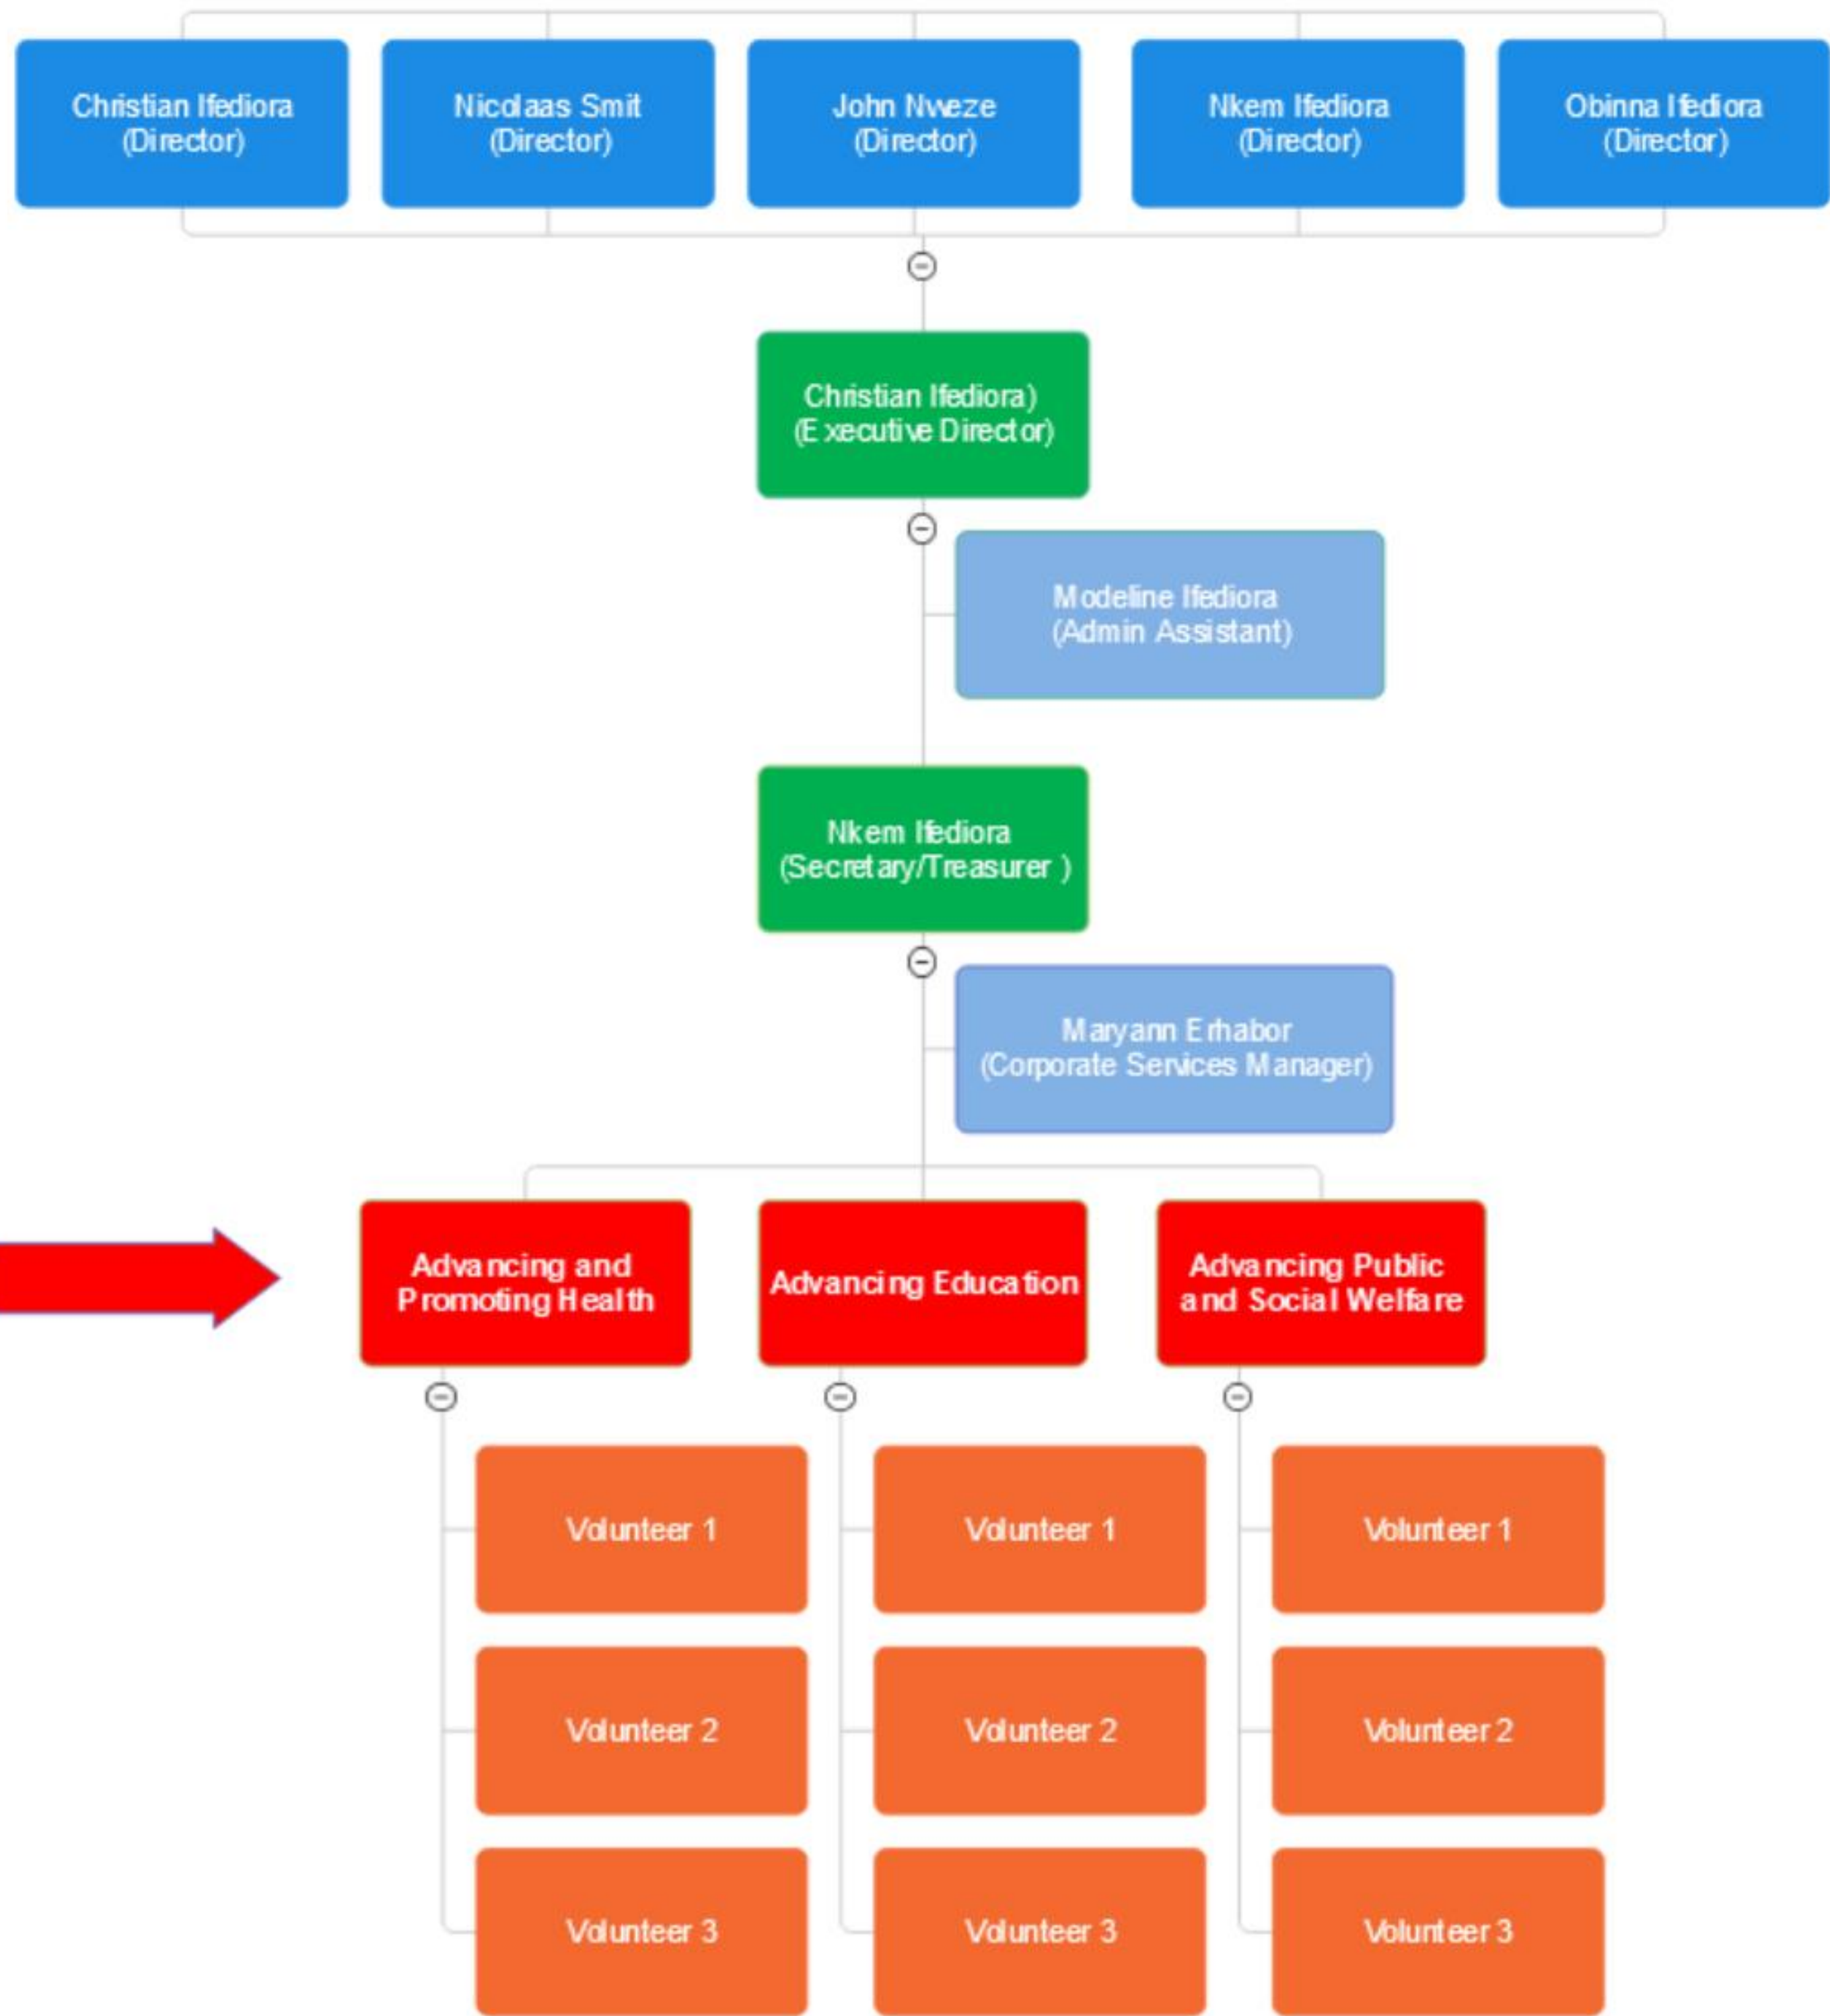 Christian Ifediora
(Director)
Nicolaas Smit
(Director)
John Nweze
(Director)
Nkem Ifediora
(Director)
Obinna Ifediora
(Director)
Christian Ifediora)
(Executive Director)
Modeline Ifediora
(Admin Assistant)
Nkem Ifediora
(Secretary/Treasurer )
Maryann Erhabor
(Corporate Services Manager)
Advancing and
Promoting Health
Advancing Education
Advancing Public
and Social Welfare
Volunteer 1
Volunteer 1
Volunteer 1
Volunteer 2
Volunteer 2
Volunteer 2
Volunteer 3
Volunteer 3
Volunteer 3